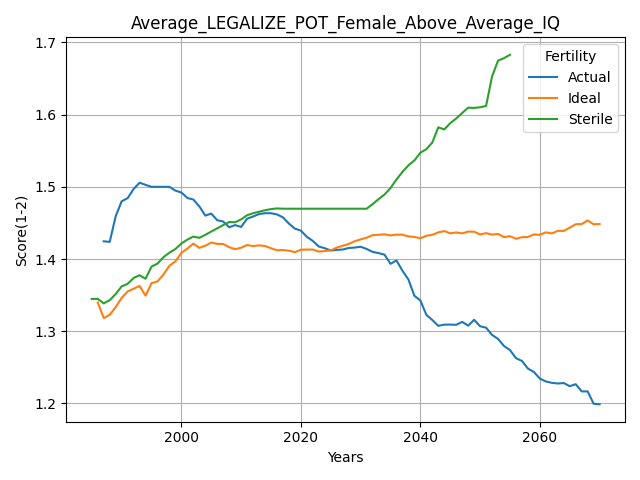 Average_LEGALIZE_POT_Female_Above_Average_IQ
Fertility
Actual
Ideal
Sterile
Score(1-2)
1.7
1.6
1.5
1.4
1.3
1.2
2000
2020
2040
2060
Years